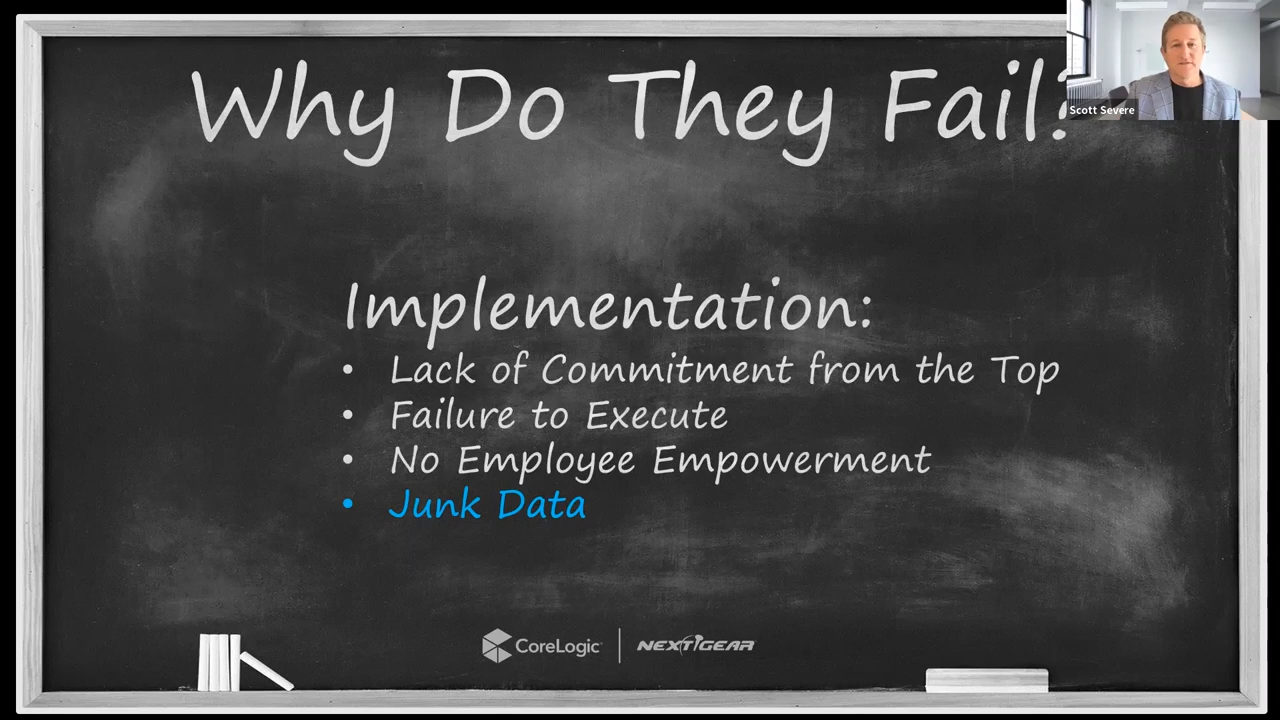 Why Do They Fail?
Scott Severe
Implementation:
• Lack of Commitment from the Top
• Failure to Execute
• No Employee Empowerment
• Junk Data
CoreLogic | NEXTGEAR